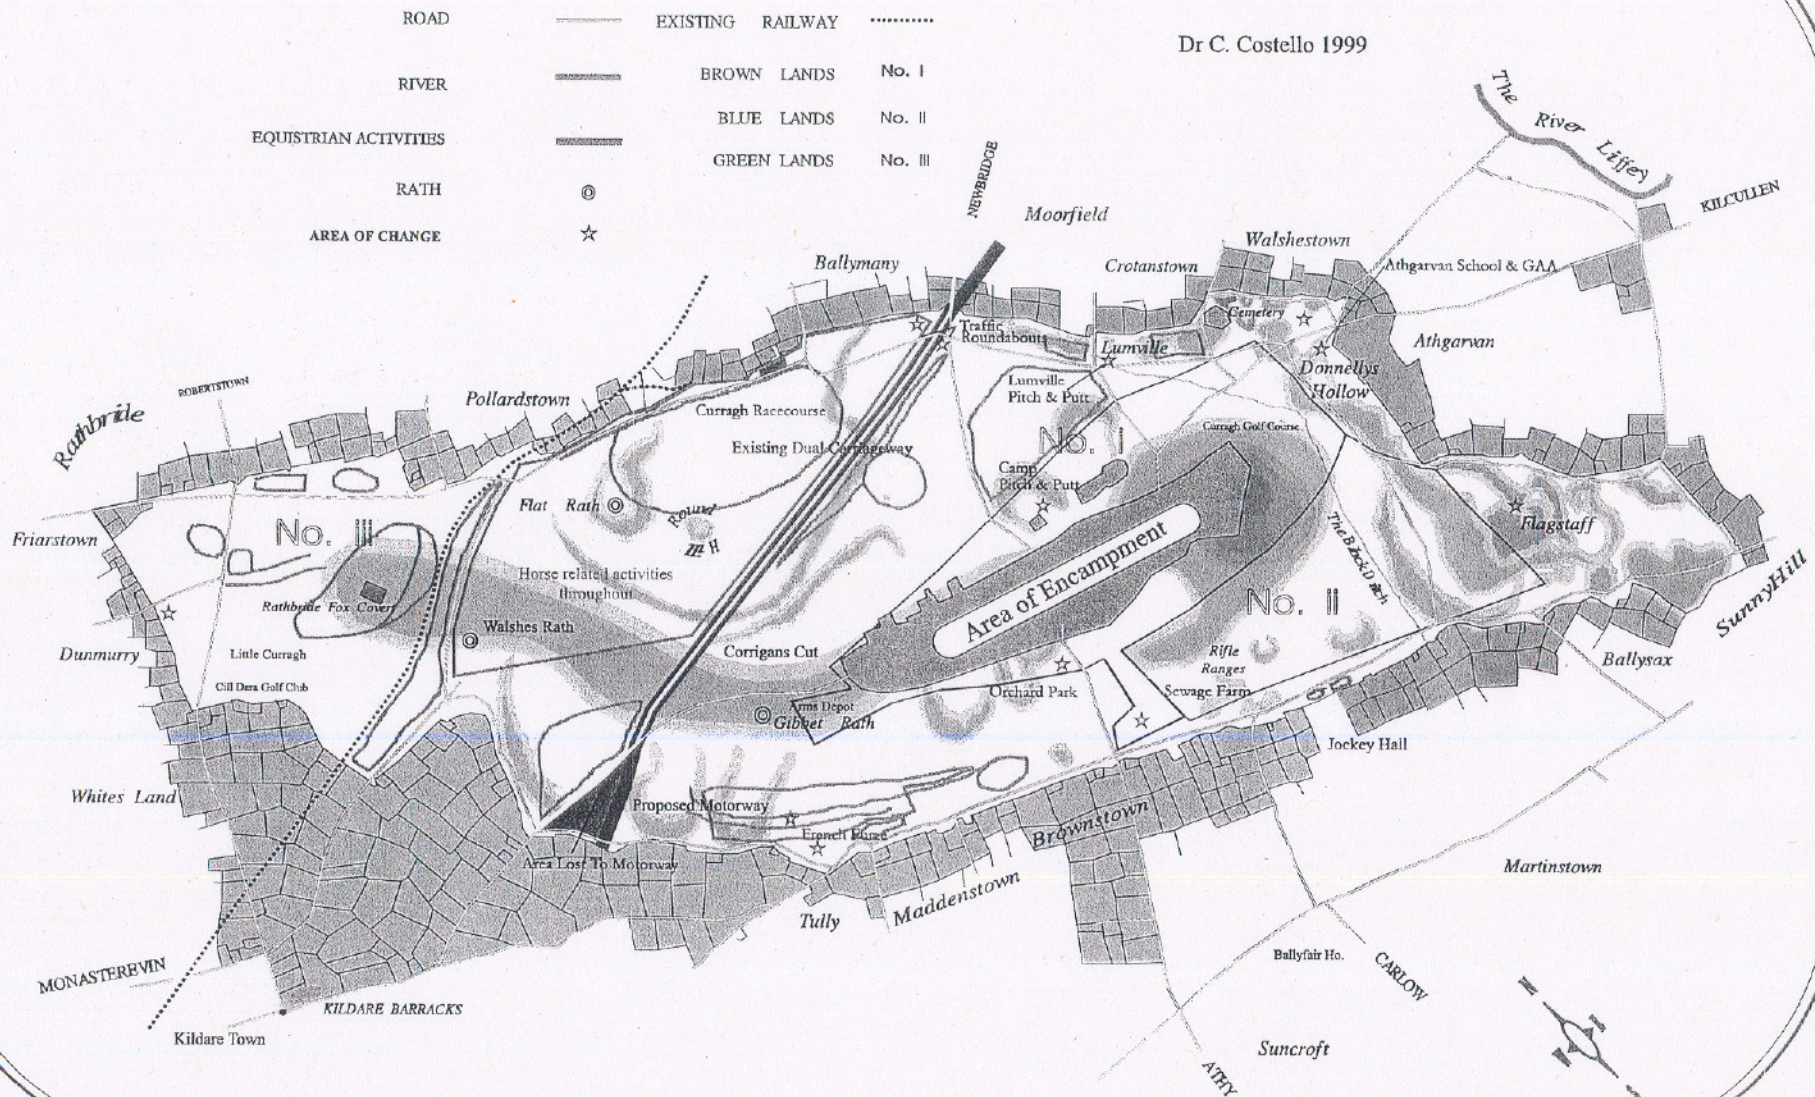 ROAD
EXISTING RAILWAY
RIVER
BROWN LANDS No. I
BLUE LANDS No. II
EQUISTRIAN ACTIVITIES
GREEN LANDS No. III
RATH
AREA OF CHANGE
Dr C. Costello 1999
The River Liffey
KILCULLEN
NEWBRIDGE
Moorfield
Walshestown
Ballymany
Crotanstown
Athgarvan School & GAA
Cemetery
Traffic
Roundabouts
Lumville
Athgarvan
Donnellys
Hollow
ROBERTSTOWN
Rathbride
Pollardstown
Curragh Racecourse
Lumville
Pitch & Putt
Existing Dual Carriageway
No. i
Curragh Golf Course
Camp
Pitch & Putt
Flat Rath
Round
Flagstaff
No. iii
Friarstown
Area of Encampment
Horse related activities
throughout
Rathbride Fox Covert
Walshes Rath
No. ii
SunnyHill
Dunmurry
Little Curragh
Corrigans Cut
Rifle
Ranges
Ballysax
Cill Dara Golf Club
Orchard Park
Sewage Farm
Arms Depot
Gibbet Rath
Jockey Hall
Whites Land
Proposed Motorway
French Furze
Brownstown
Area Lost To Motorway
Martinstown
Maddenstown
Tully
Ballyfair Ho.
CARLOW
MONASTEREVIN
KILDARE BARRACKS
Kildare Town
Suncroft
ATHY